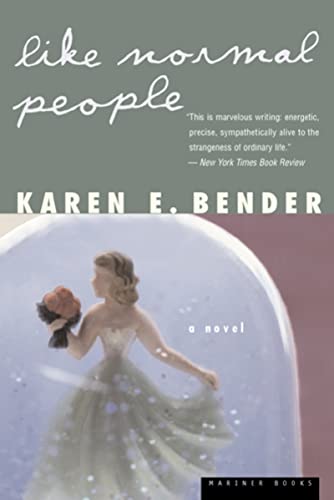 like normal
people
"This is marvelous writing: energetic,
precise, sympathetically alive to the
strangeness of ordinary life."
— New York Times Book Review
KAREN E. BENDER
a novel
MARINER BOOKS